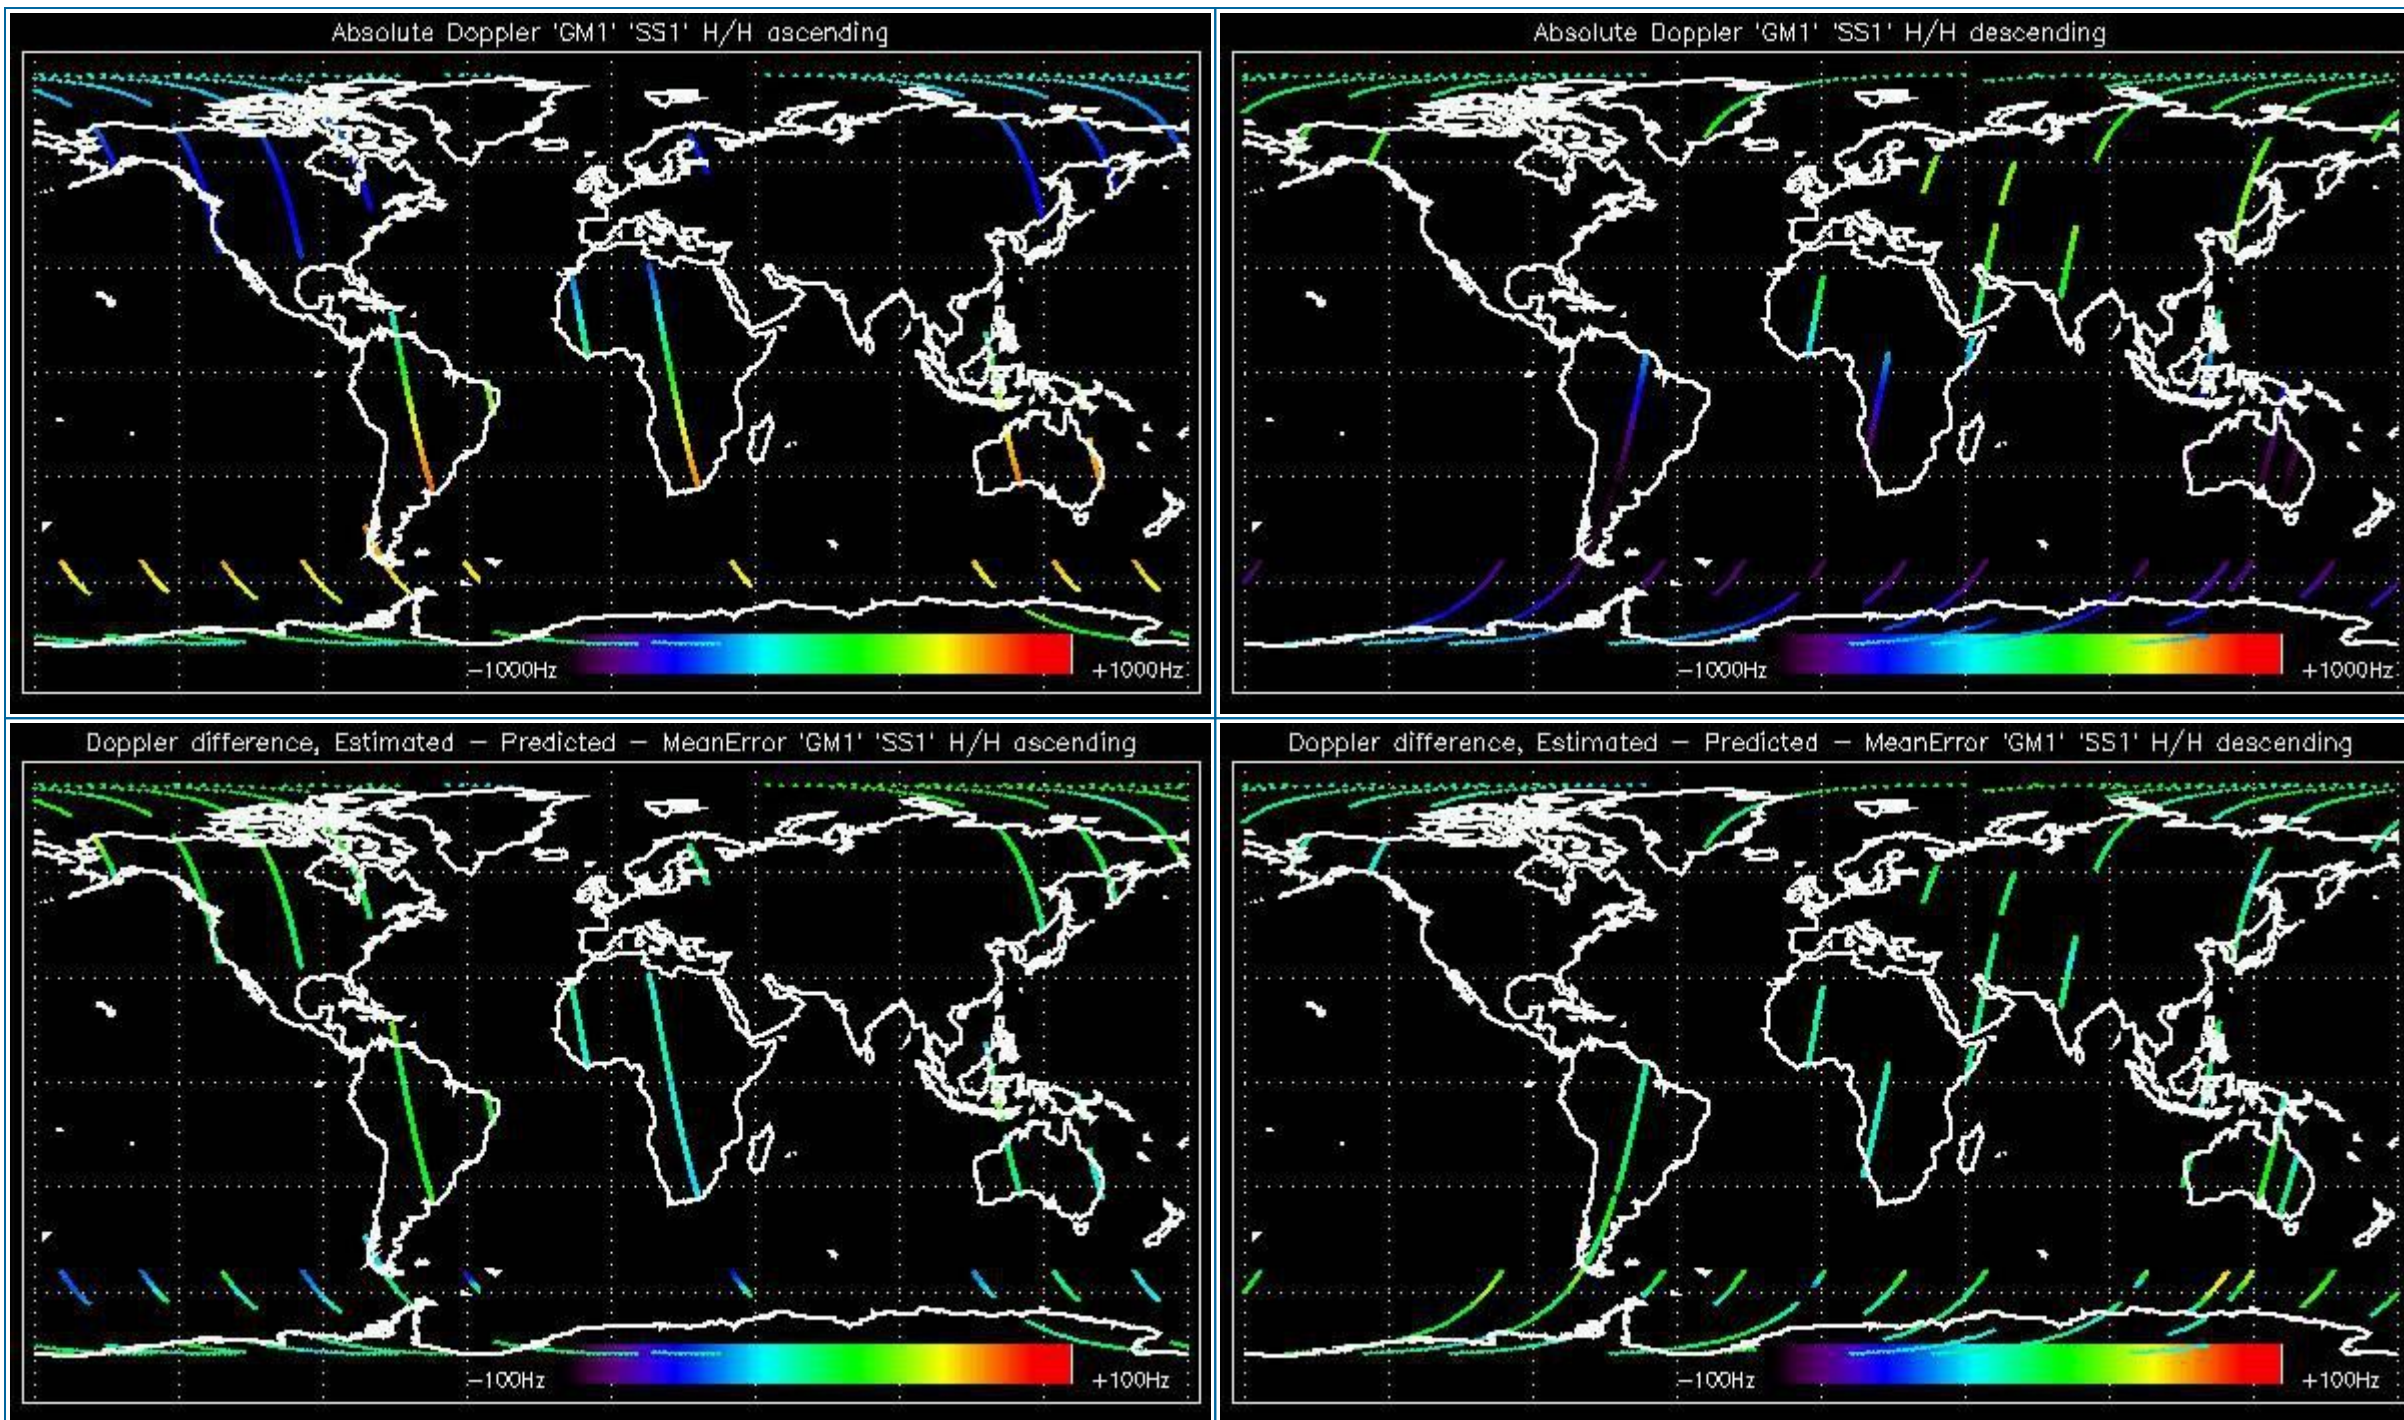 Absolute Doppler 'GM1' 'SS1' H/H ascending
-1000Hz
+1000Hz
Absolute Doppler 'GM1' 'SS1' H/H descending
-1000Hz
+1000Hz
Doppler difference, Estimated - Predicted - MeanError 'GM1' 'SS1' H/H ascending
-100Hz
+100Hz
Doppler difference, Estimated - Predicted - MeanError 'GM1' 'SS1' H/H descending
-100Hz
+100Hz